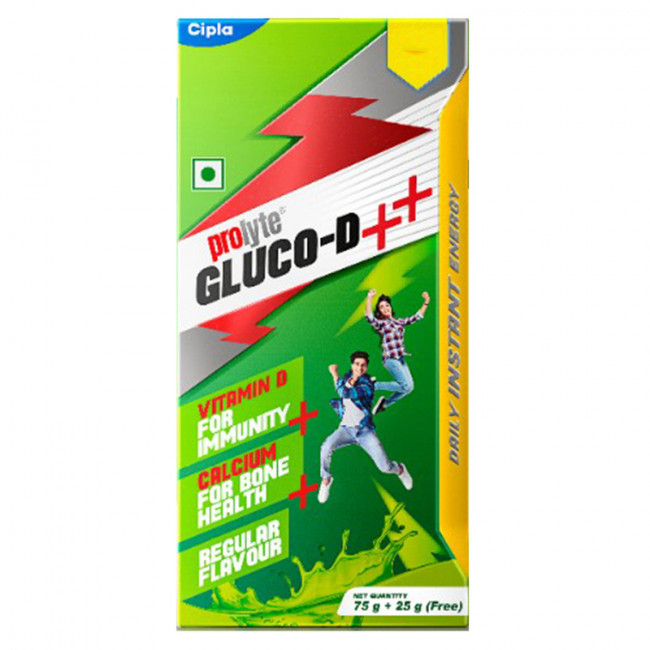 Cipla
prolyte®
GLUCO-D++
DAILY INSTANT ENERGY
VITAMIN D
FOR
IMMUNITY +
CALCIUM
FOR BONE
HEALTH +
REGULAR
FLAVOUR
NET QUANTITY
75 g + 25 g (Free)